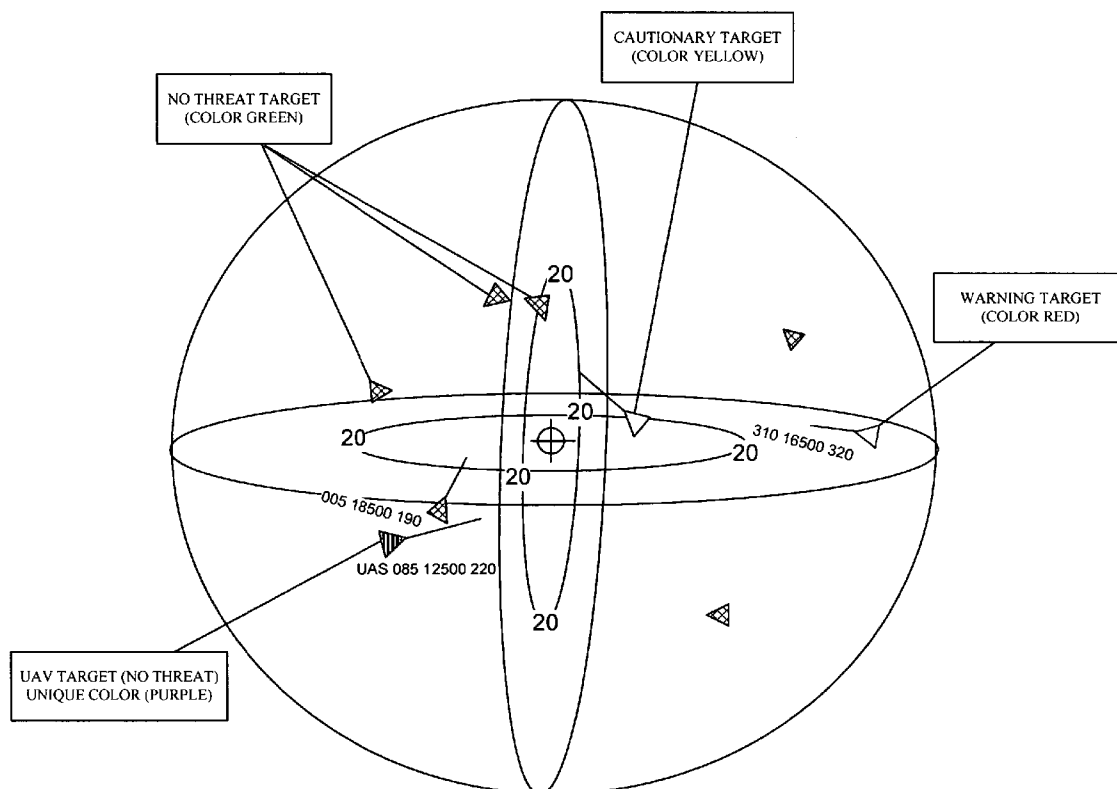 CAUTIONARY TARGET
(COLOR YELLOW)
NO THREAT TARGET
(COLOR GREEN)
WARNING TARGET
(COLOR RED)
20
20
20
20
20
20
310 16500 320
005 18500 190
UAS 085 12500 220
UAV TARGET (NO THREAT)
UNIQUE COLOR (PURPLE)